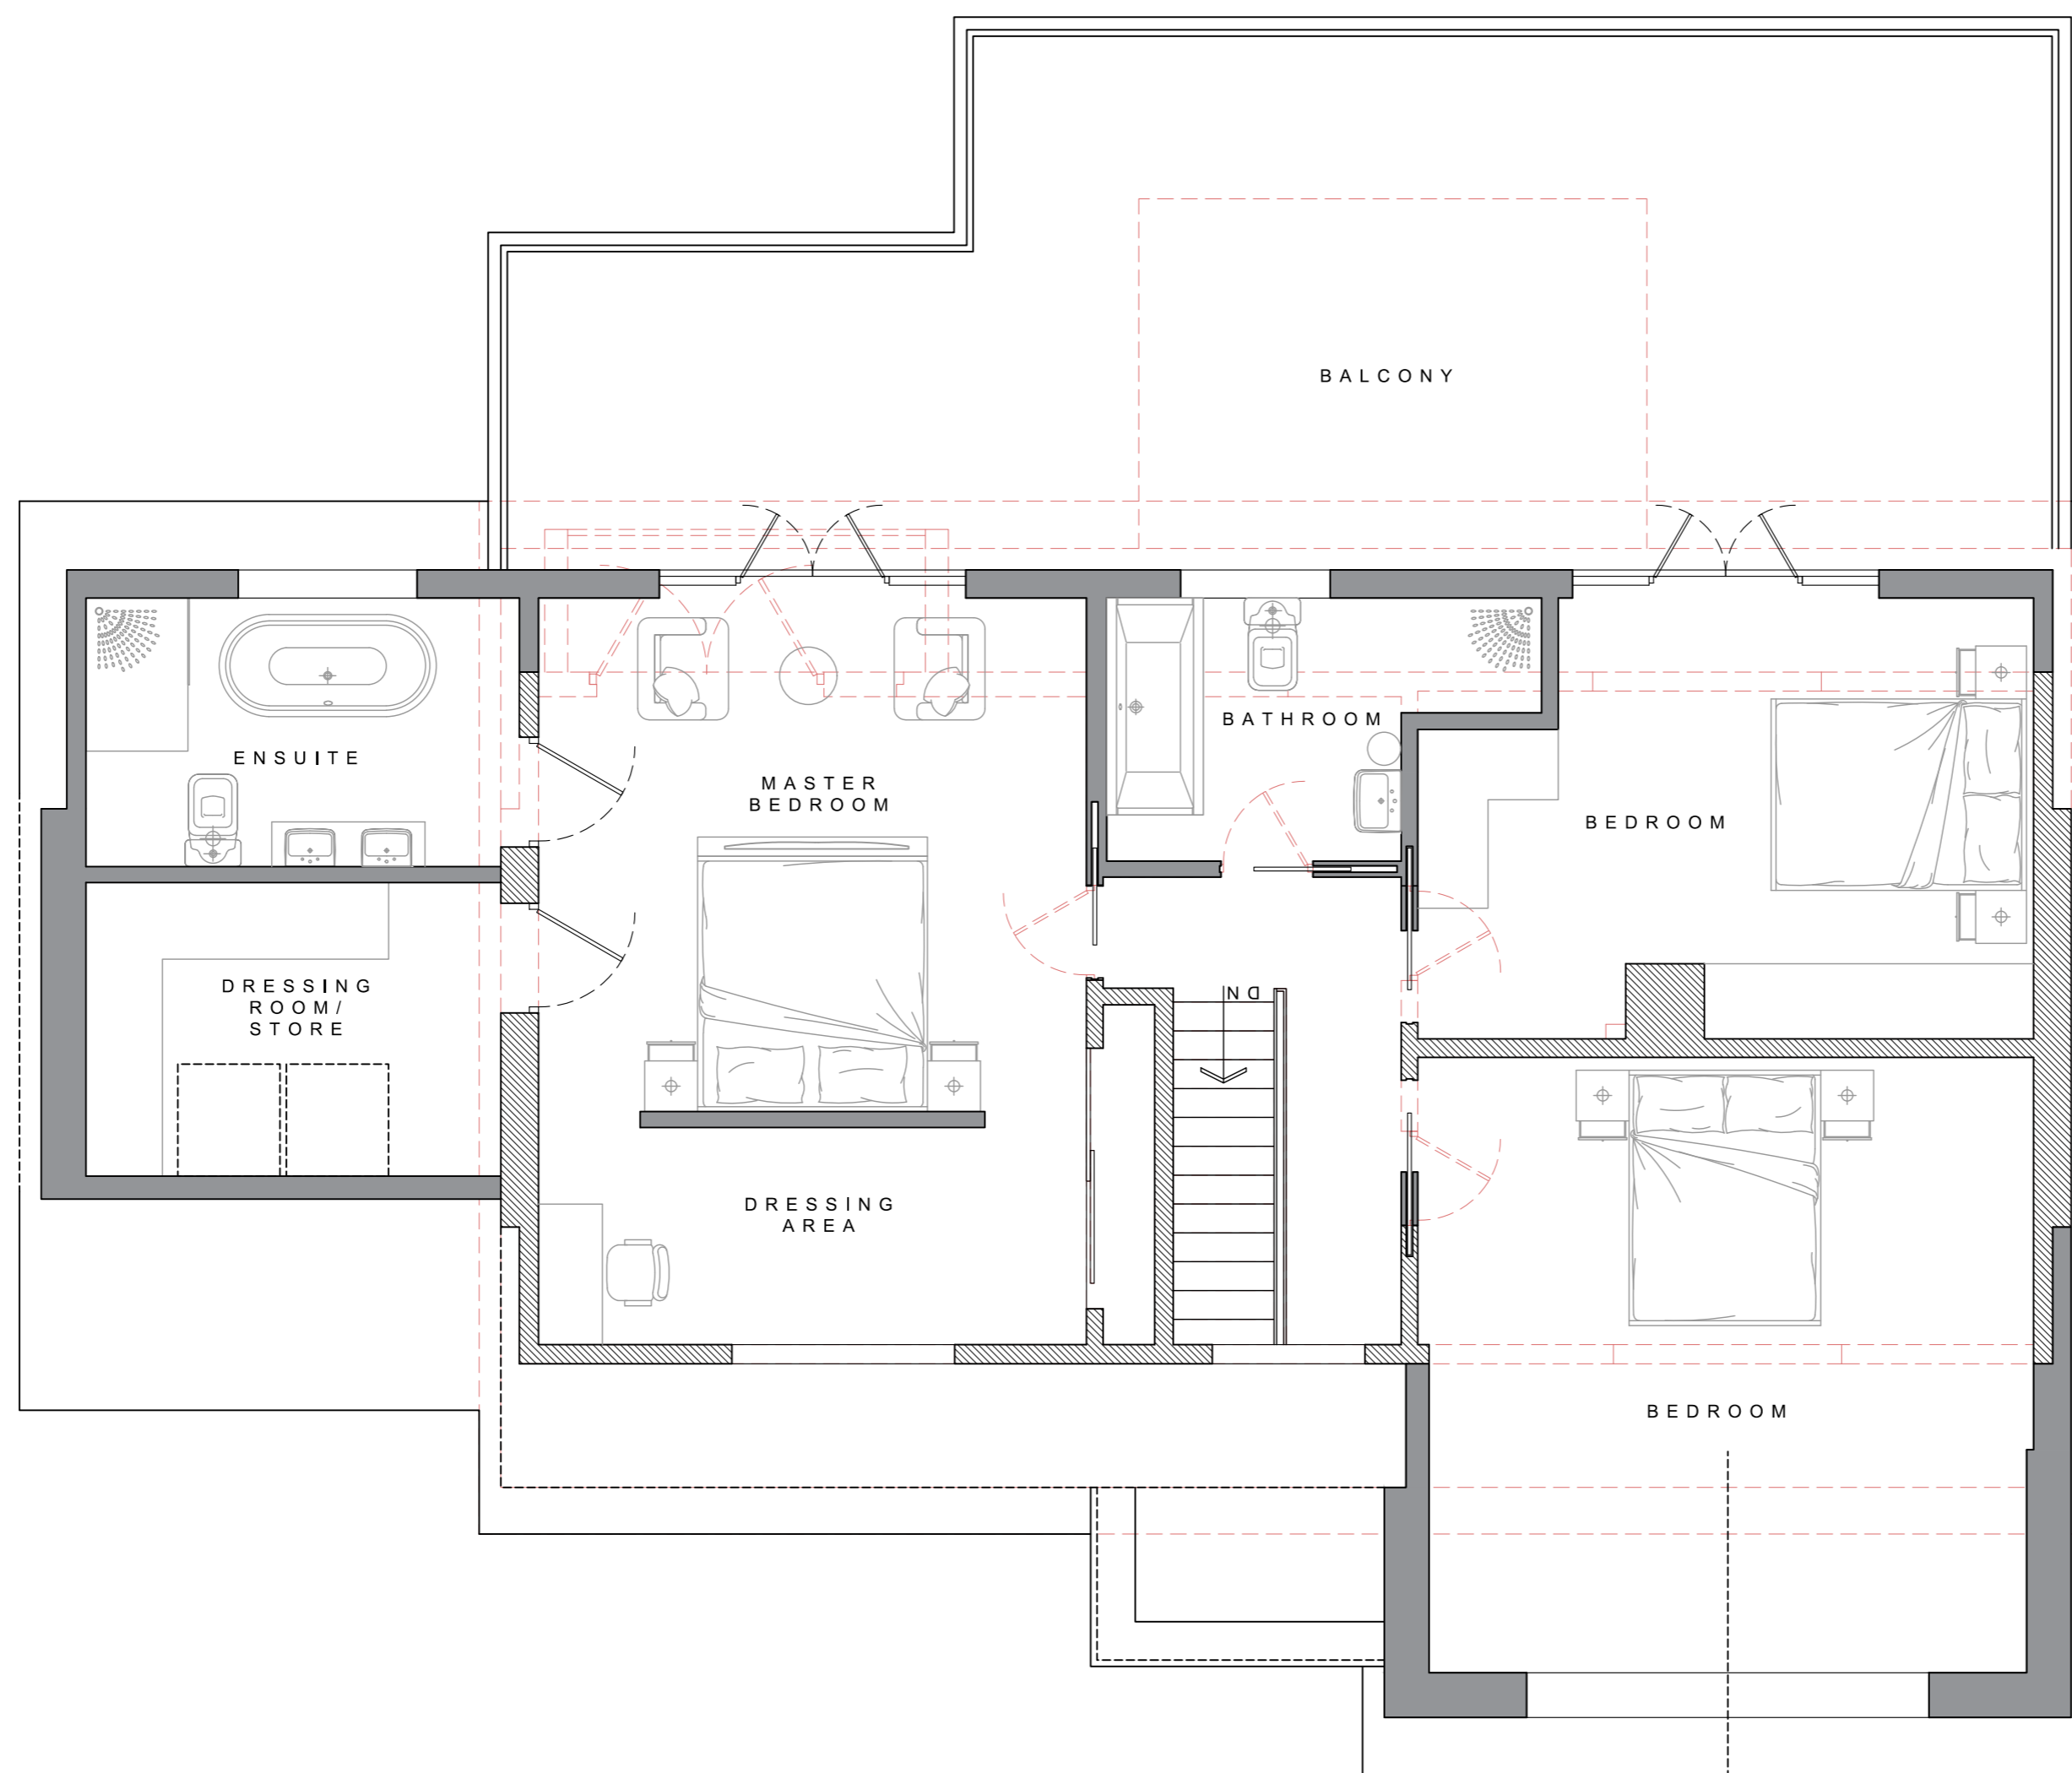 BALCONY
BATHROOM
ENSUITE
MASTER
BEDROOM
BEDROOM
DRESSING
ROOM/
STORE
DN
DRESSING
AREA
BEDROOM